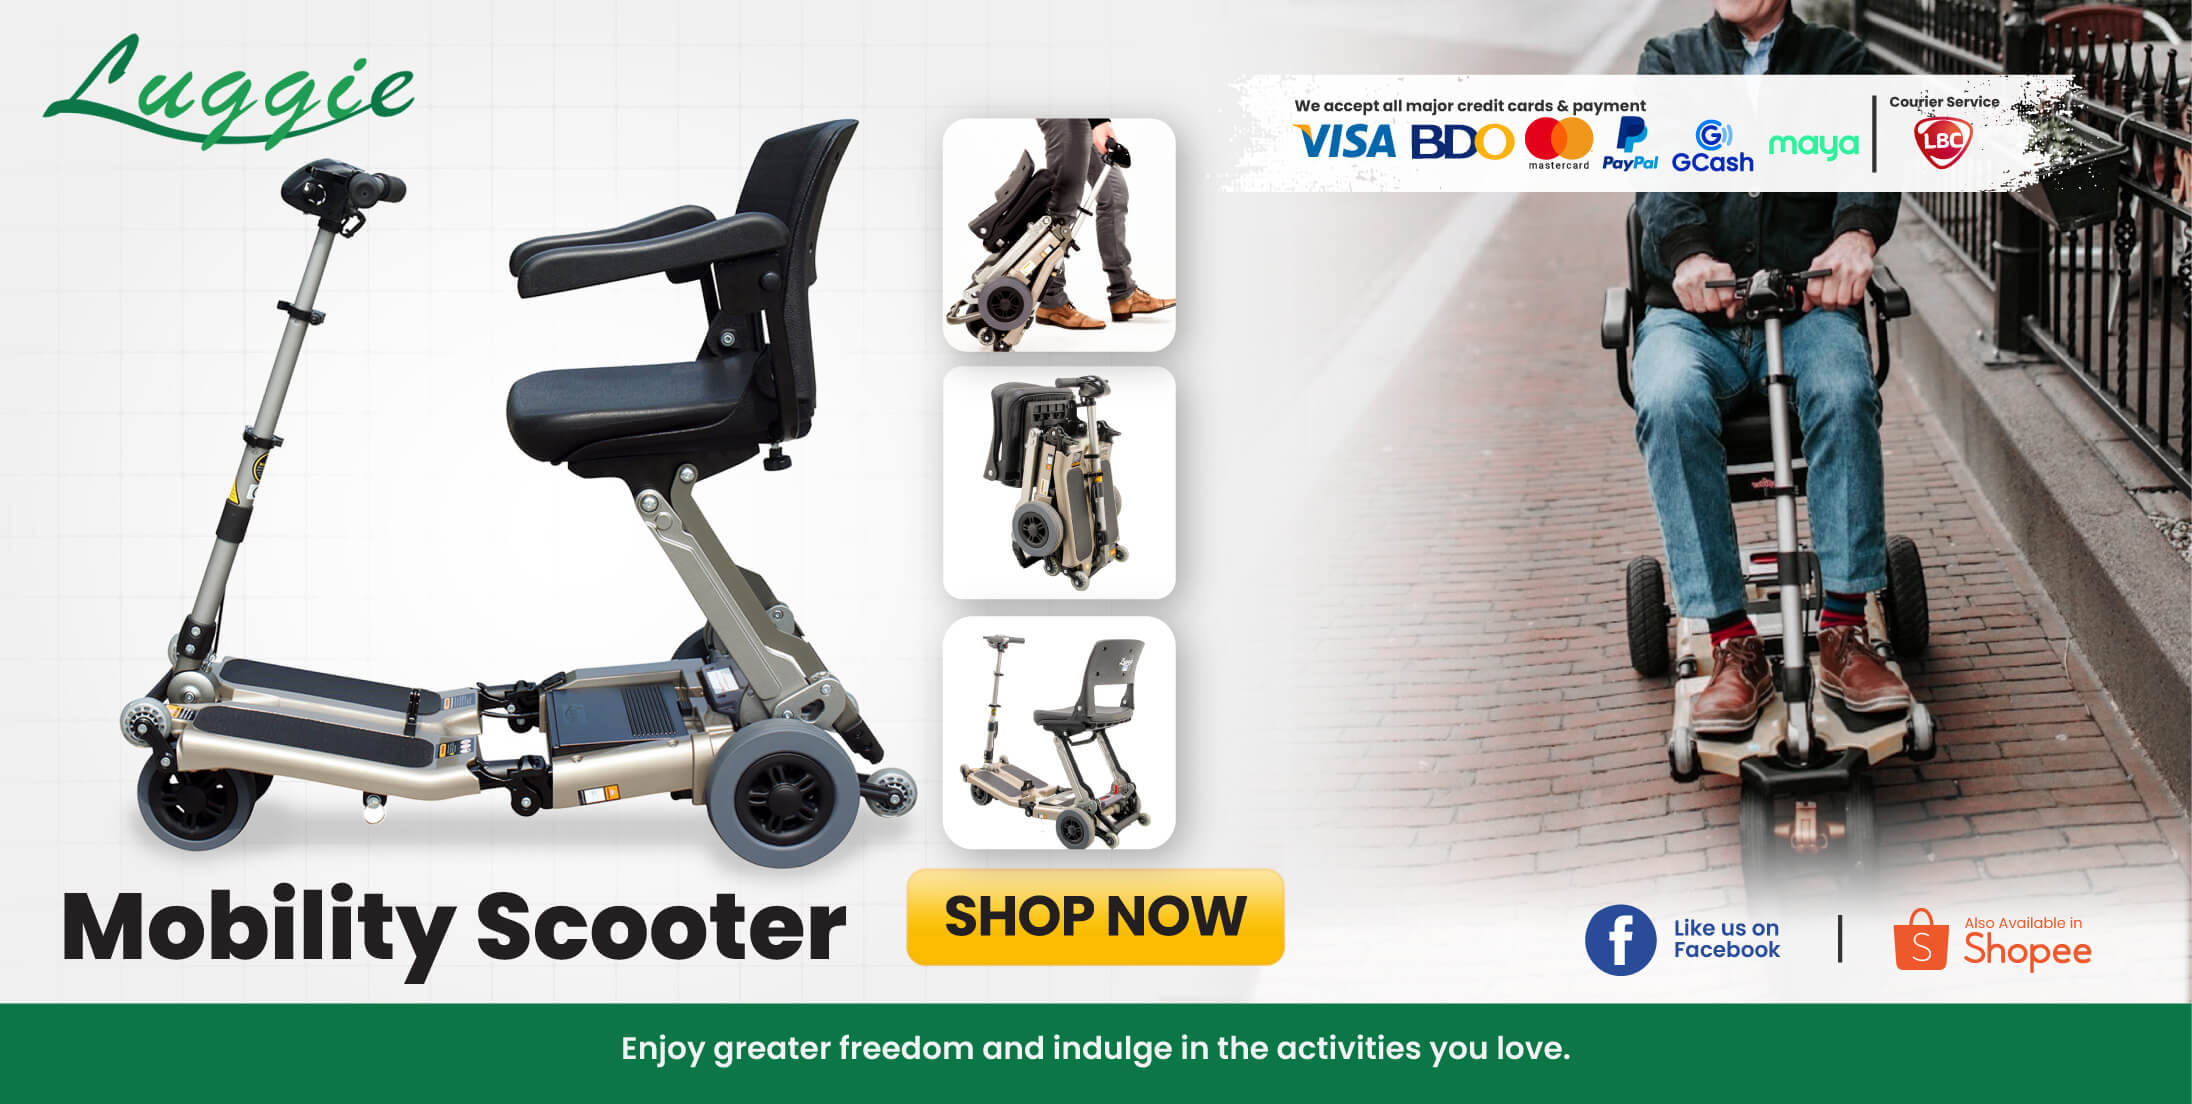 Luggie
We accept all major credit cards & payment
VISA BDO mastercard PayPal GCash maya
Courier Service
LBC
Mobility Scooter
SHOP NOW
Like us on
Facebook
Also Available in
Shopee
Enjoy greater freedom and indulge in the activities you love.